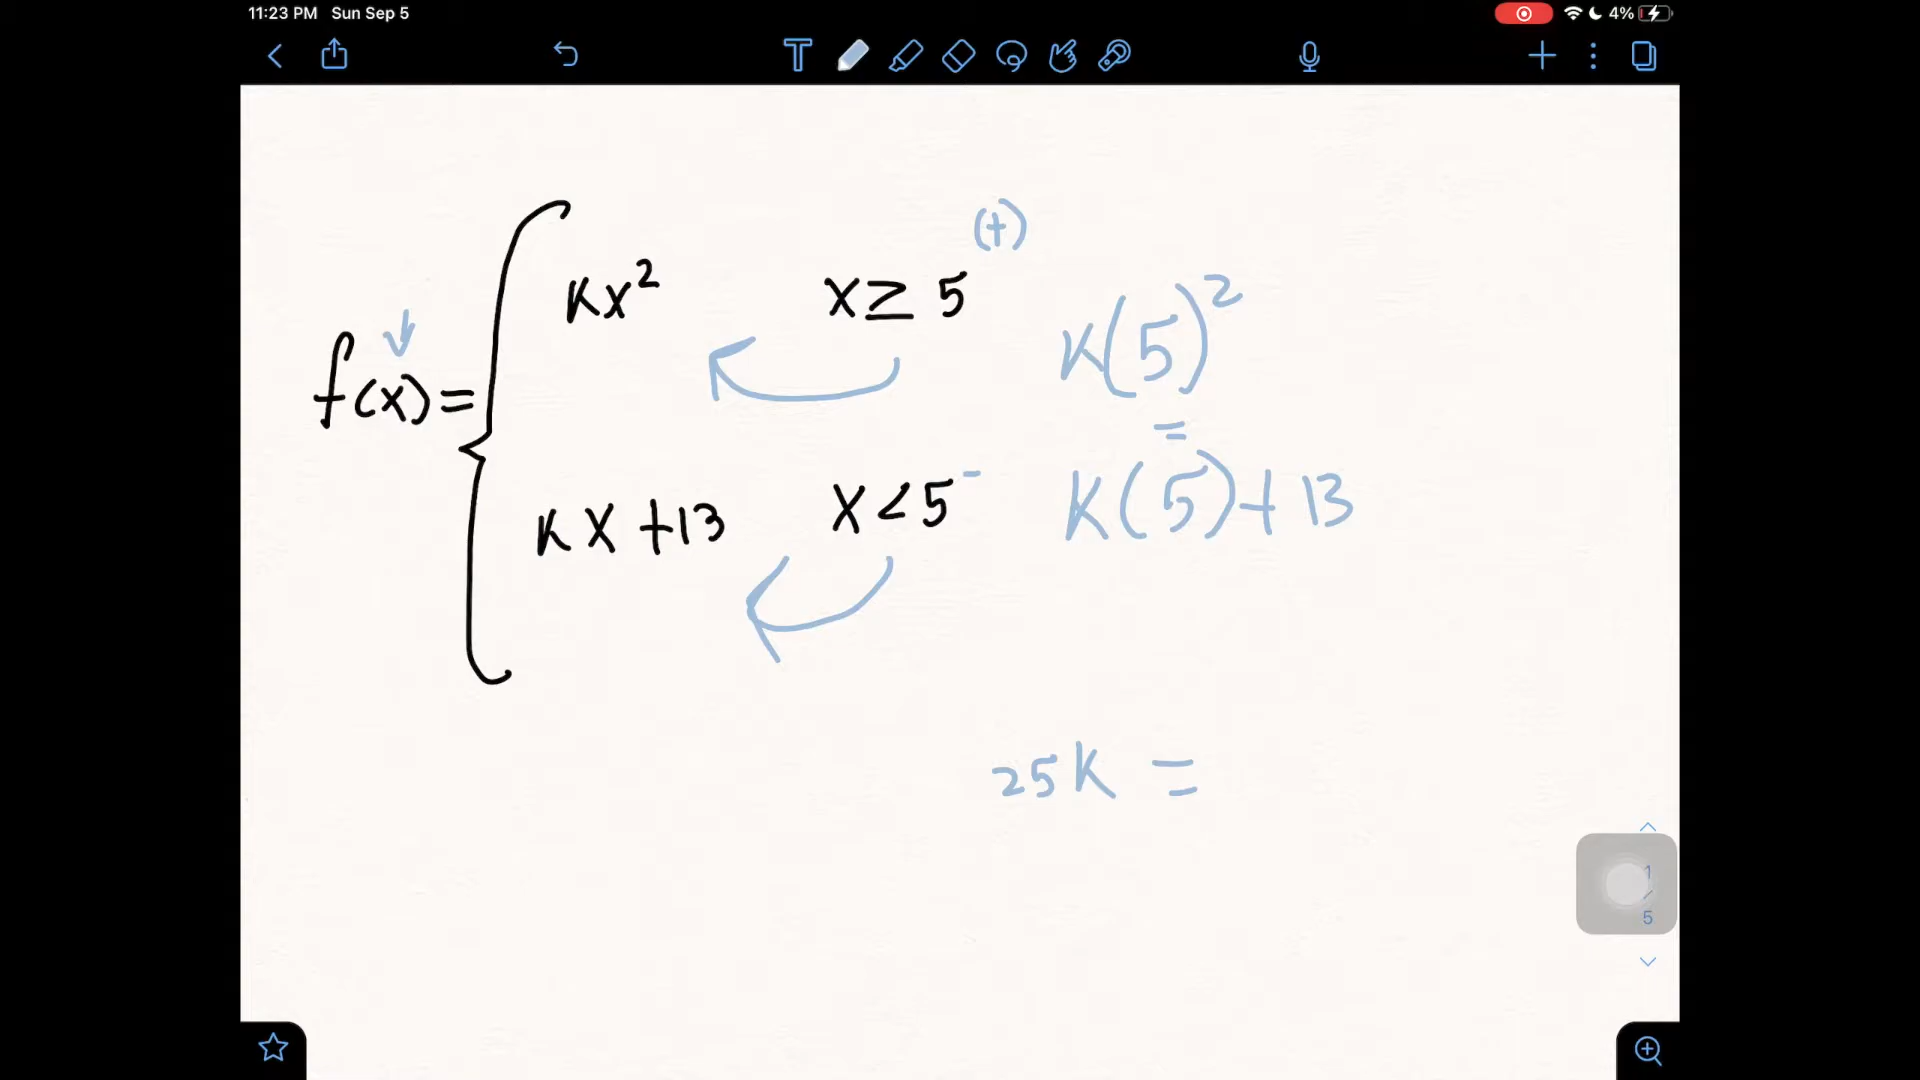 11:23 PM Sun Sep 5
4%
T
(+)
Kx² x ≥ 5
K(5)²
f(x) =
=
Kx + 13 x < 5⁻
K(5) + 13
25K =
1
/
5